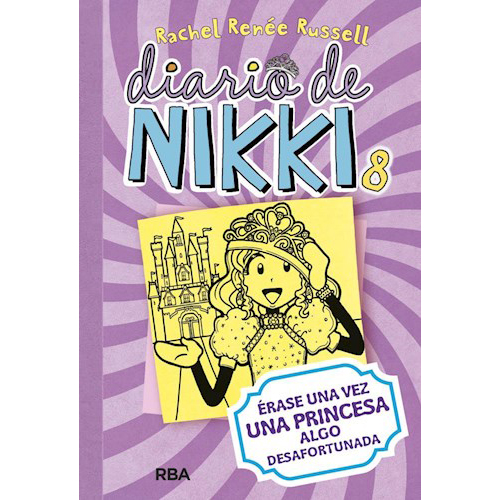 Rachel Renée Russell
diario de
NIKKI 8
ÉRASE UNA VEZ
UNA PRINCESA
ALGO
DESAFORTUNADA
RBA